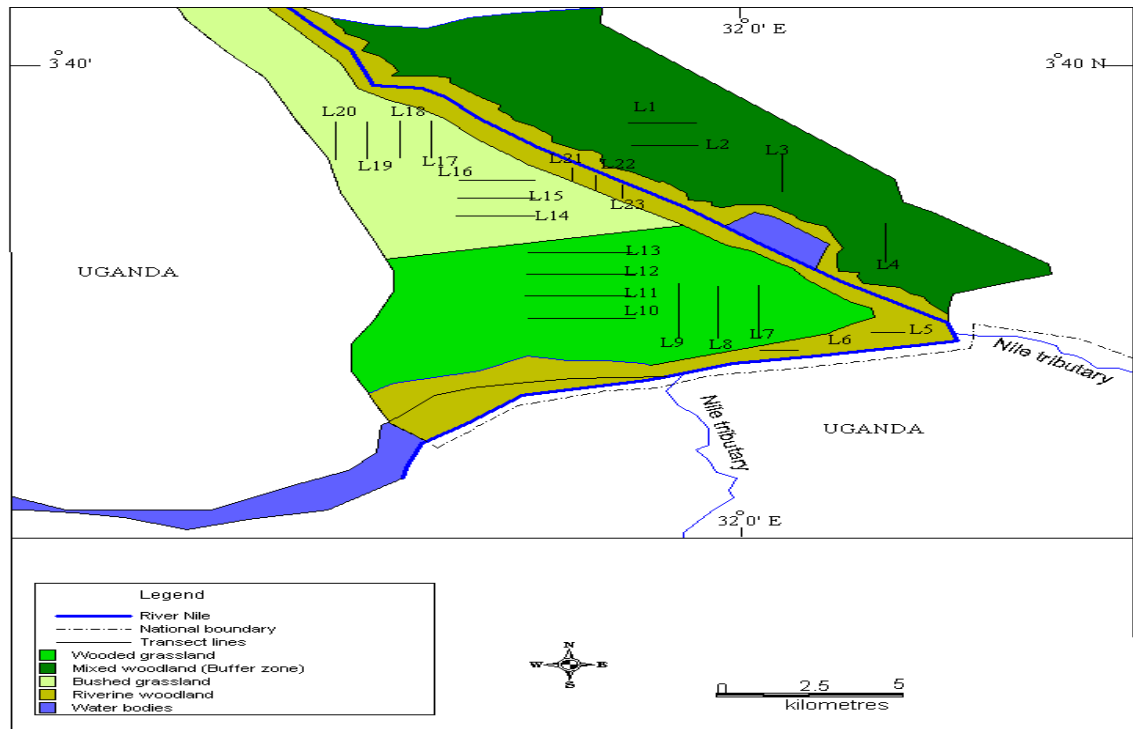 32° 0' E
3° 40'
3° 40 N
L1
L20
L18
L2
L3
L19
L17
L16
L21
L22
L15
L23
L14
L13
L4
UGANDA
L12
L11
L10
L9
L8
L7
L6
L5
Nile tributary
Nile tributary
UGANDA
32° 0' E
Legend
River Nile
National boundary
Transect lines
Wooded grassland
Mixed woodland (Buffer zone)
Bushed grassland
Riverine woodland
Water bodies
N
W E
S
0 2.5 5
kilometres